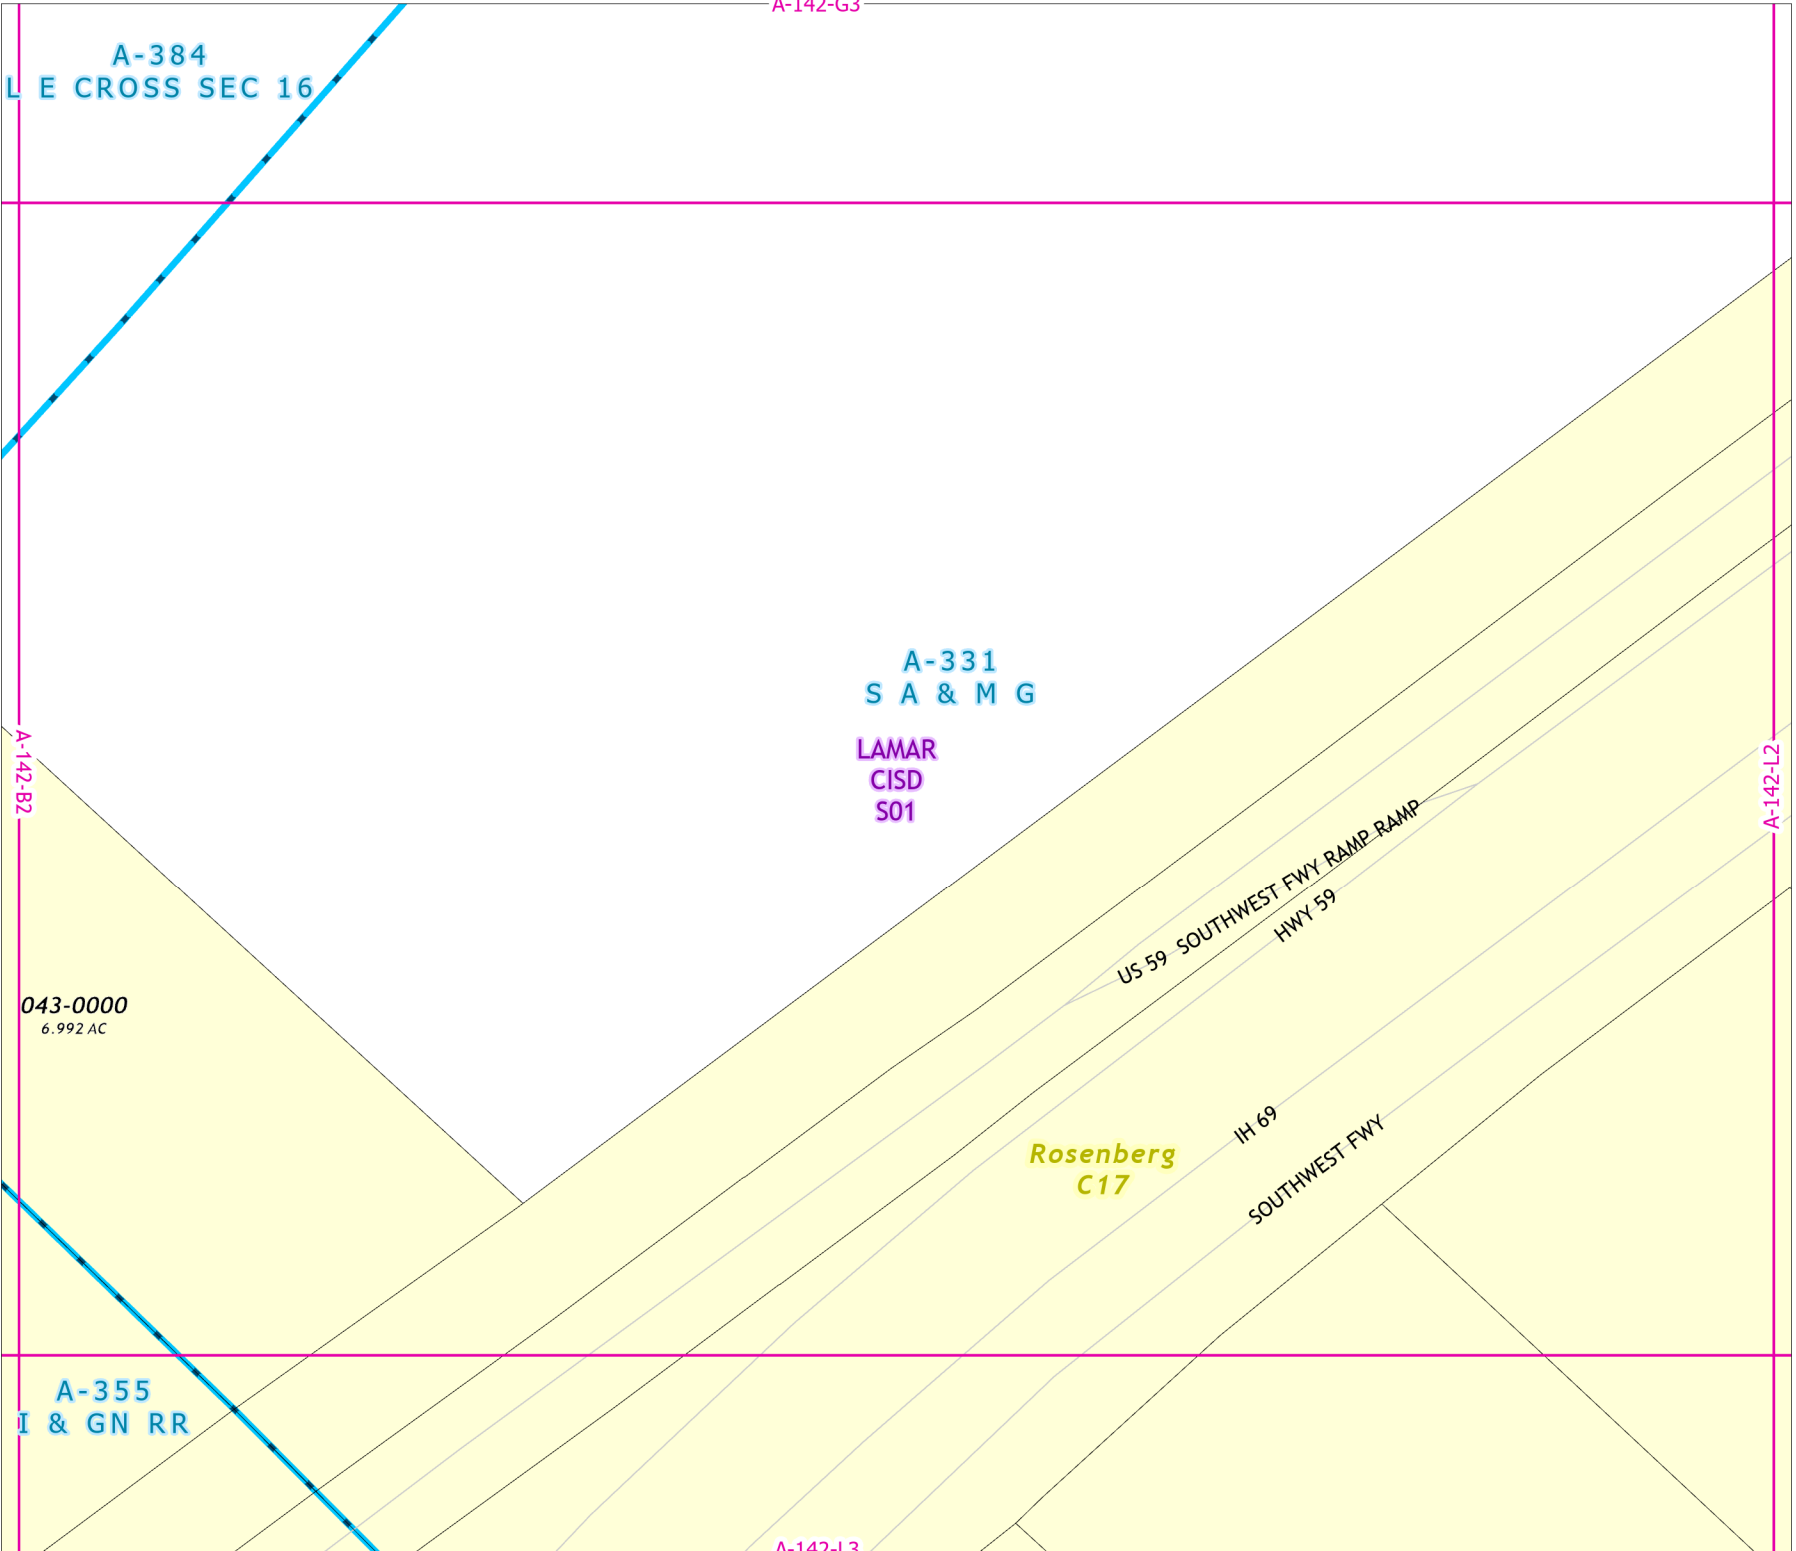 A-142-G3
A-384
L E CROSS SEC 16
A-331
S A & M G
LAMAR
CISD
S01
A-142-B2
A-142-L2
US 59 SOUTHWEST FWY RAMP RAMP
HWY 59
043-0000
6.992 AC
IH 69
SOUTHWEST FWY
Rosenberg
C17
A-355
I & GN RR
A-142-L3